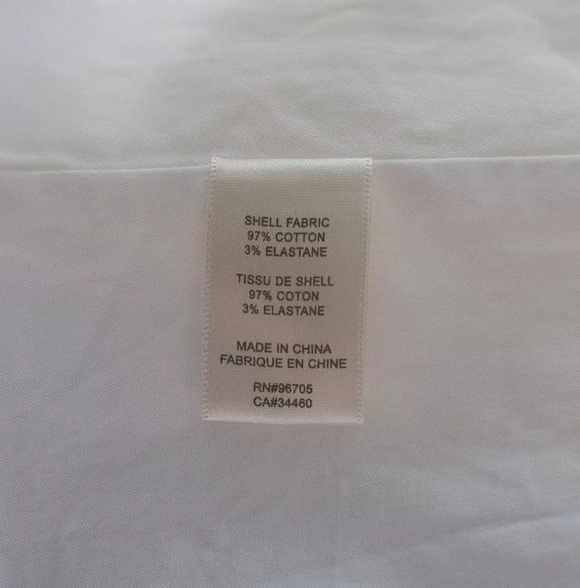 SHELL FABRIC
97% COTTON
3% ELASTANE
TISSU DE SHELL
97% COTON
3% ELASTANE
MADE IN CHINA
FABRIQUE EN CHINE
RN#96705
CA#34460